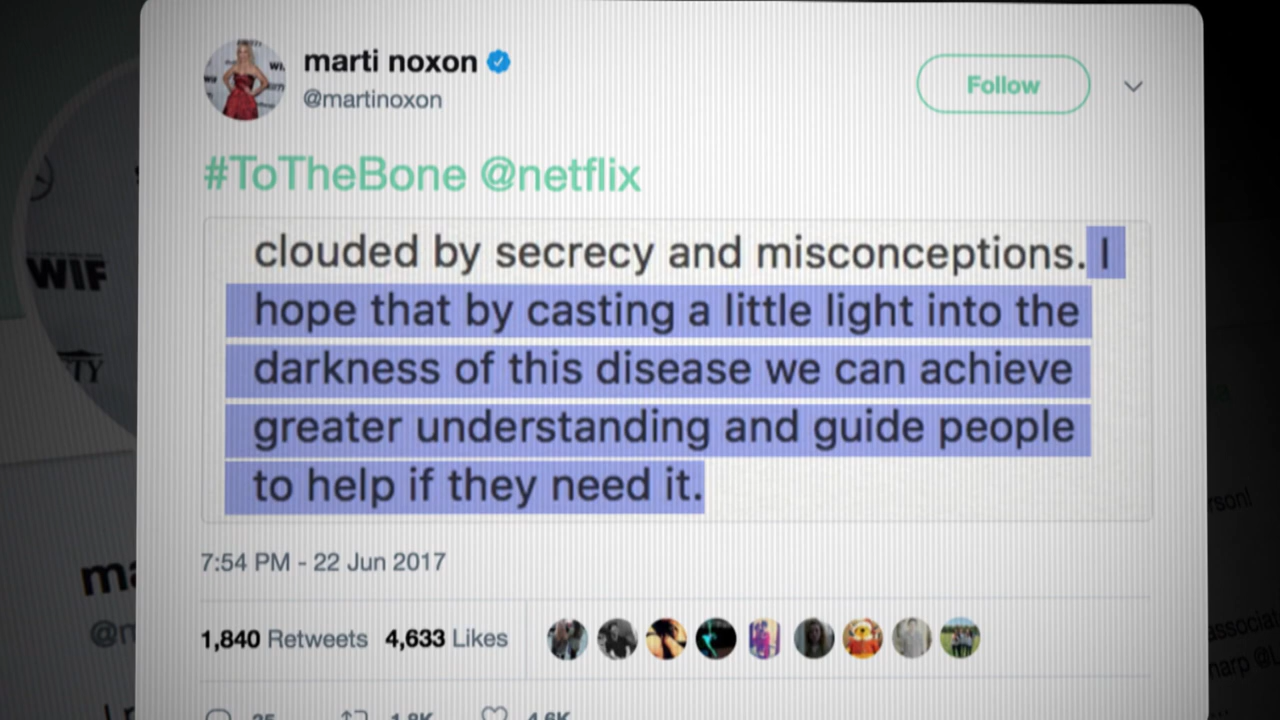 marti noxon
@martinoxon
Follow
#ToTheBone @netflix
clouded by secrecy and misconceptions. I
hope that by casting a little light into the
darkness of this disease we can achieve
greater understanding and guide people
to help if they need it.
7:54 PM - 22 Jun 2017
1,840 Retweets 4,633 Likes
WIF